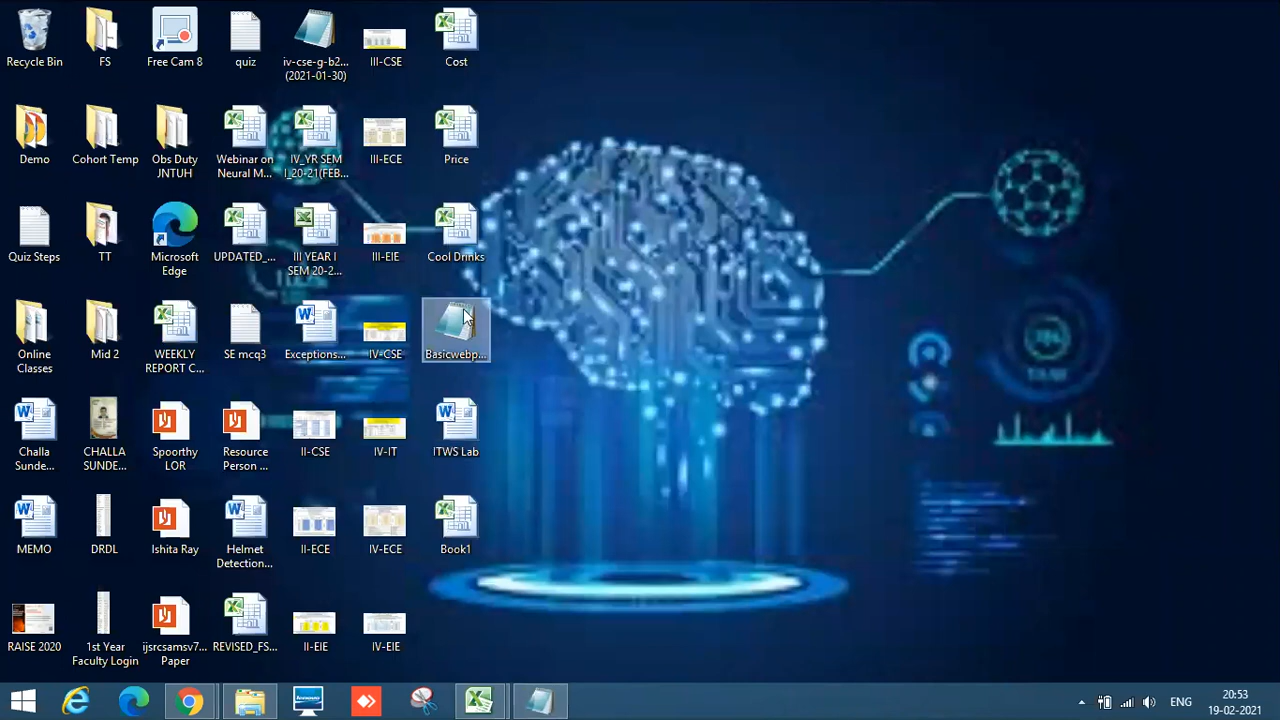 Recycle Bin
FS
Free Cam 8
quiz
iv-cse-g-b2...
(2021-01-30)
III-CSE
Cost
Demo
Cohort Temp
Obs Duty
JNTUH
Webinar on
Neural M...
IV_YR SEM
I_20-21(FEB...
III-ECE
Price
Quiz Steps
TT
Microsoft
Edge
UPDATED_...
III YEAR I
SEM 20-2...
III-EIE
Cool Drinks
Online
Classes
Mid 2
WEEKLY
REPORT C...
SE mcq3
Exceptions...
IV-CSE
Basicwebp...
Challa
Sunde...
CHALLA
SUNDE...
Spoorthy
LOR
Resource
Person ...
II-CSE
IV-IT
ITWS Lab
MEMO
DRDL
Ishita Ray
Helmet
Detection...
II-ECE
IV-ECE
Book1
RAISE 2020
1st Year
Faculty Login
ijsrcsamsv7...
Paper
REVISED_FS...
II-EIE
IV-EIE
ENG
20:53
19-02-2021